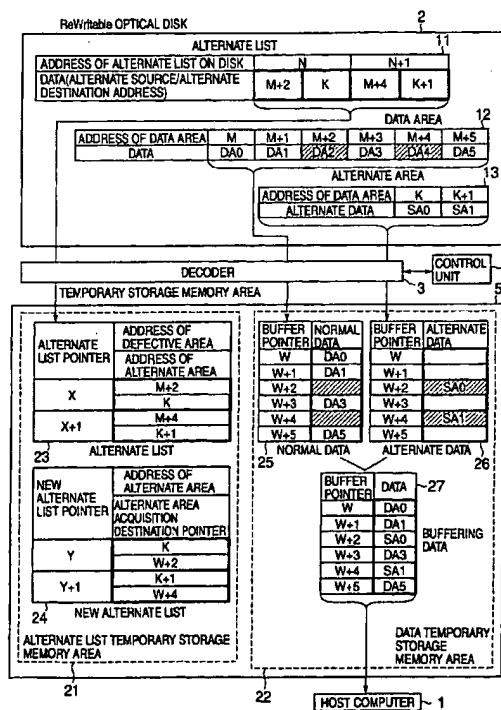 ReWritable OPTICAL DISK
2
ALTERNATE LIST
11
ADDRESS OF ALTERNATE LIST ON DISK N N+1
DATA(ALTERNATE SOURCE/ALTERNATE DESTINATION ADDRESS) M+2 K M+4 K+1
DATA AREA
12
ADDRESS OF DATA AREA M M+1 M+2 M+3 M+4 M+5
DATA DA0 DA1 DA2 DA3 DA4 DA5
ALTERNATE AREA
13
ADDRESS OF DATA AREA K K+1
ALTERNATE DATA SA0 SA1
DECODER
3
CONTROL UNIT
5
TEMPORARY STORAGE MEMORY AREA
ALTERNATE LIST POINTER
ADDRESS OF DEFECTIVE AREA
ADDRESS OF ALTERNATE AREA
X M+2
K
X+1 M+4
K+1
23
ALTERNATE LIST
NEW ALTERNATE LIST POINTER
ADDRESS OF ALTERNATE AREA
ALTERNATE AREA ACQUISITION DESTINATION POINTER
Y K
W+2
Y+1 K+1
W+4
24
NEW ALTERNATE LIST
ALTERNATE LIST TEMPORARY STORAGE MEMORY AREA
21
BUFFER POINTER NORMAL DATA
W DA0
W+1 DA1
W+2
W+3 DA3
W+4
W+5 DA5
25
NORMAL DATA
BUFFER POINTER ALTERNATE DATA
W
W+1
W+2 SA0
W+3
W+4 SA1
W+5
26
ALTERNATE DATA
BUFFER POINTER DATA
27
W DA0
W+1 DA1
W+2 SA0
W+3 DA3
W+4 SA1
W+5 DA5
BUFFERING DATA
DATA TEMPORARY STORAGE MEMORY AREA
22
HOST COMPUTER
1